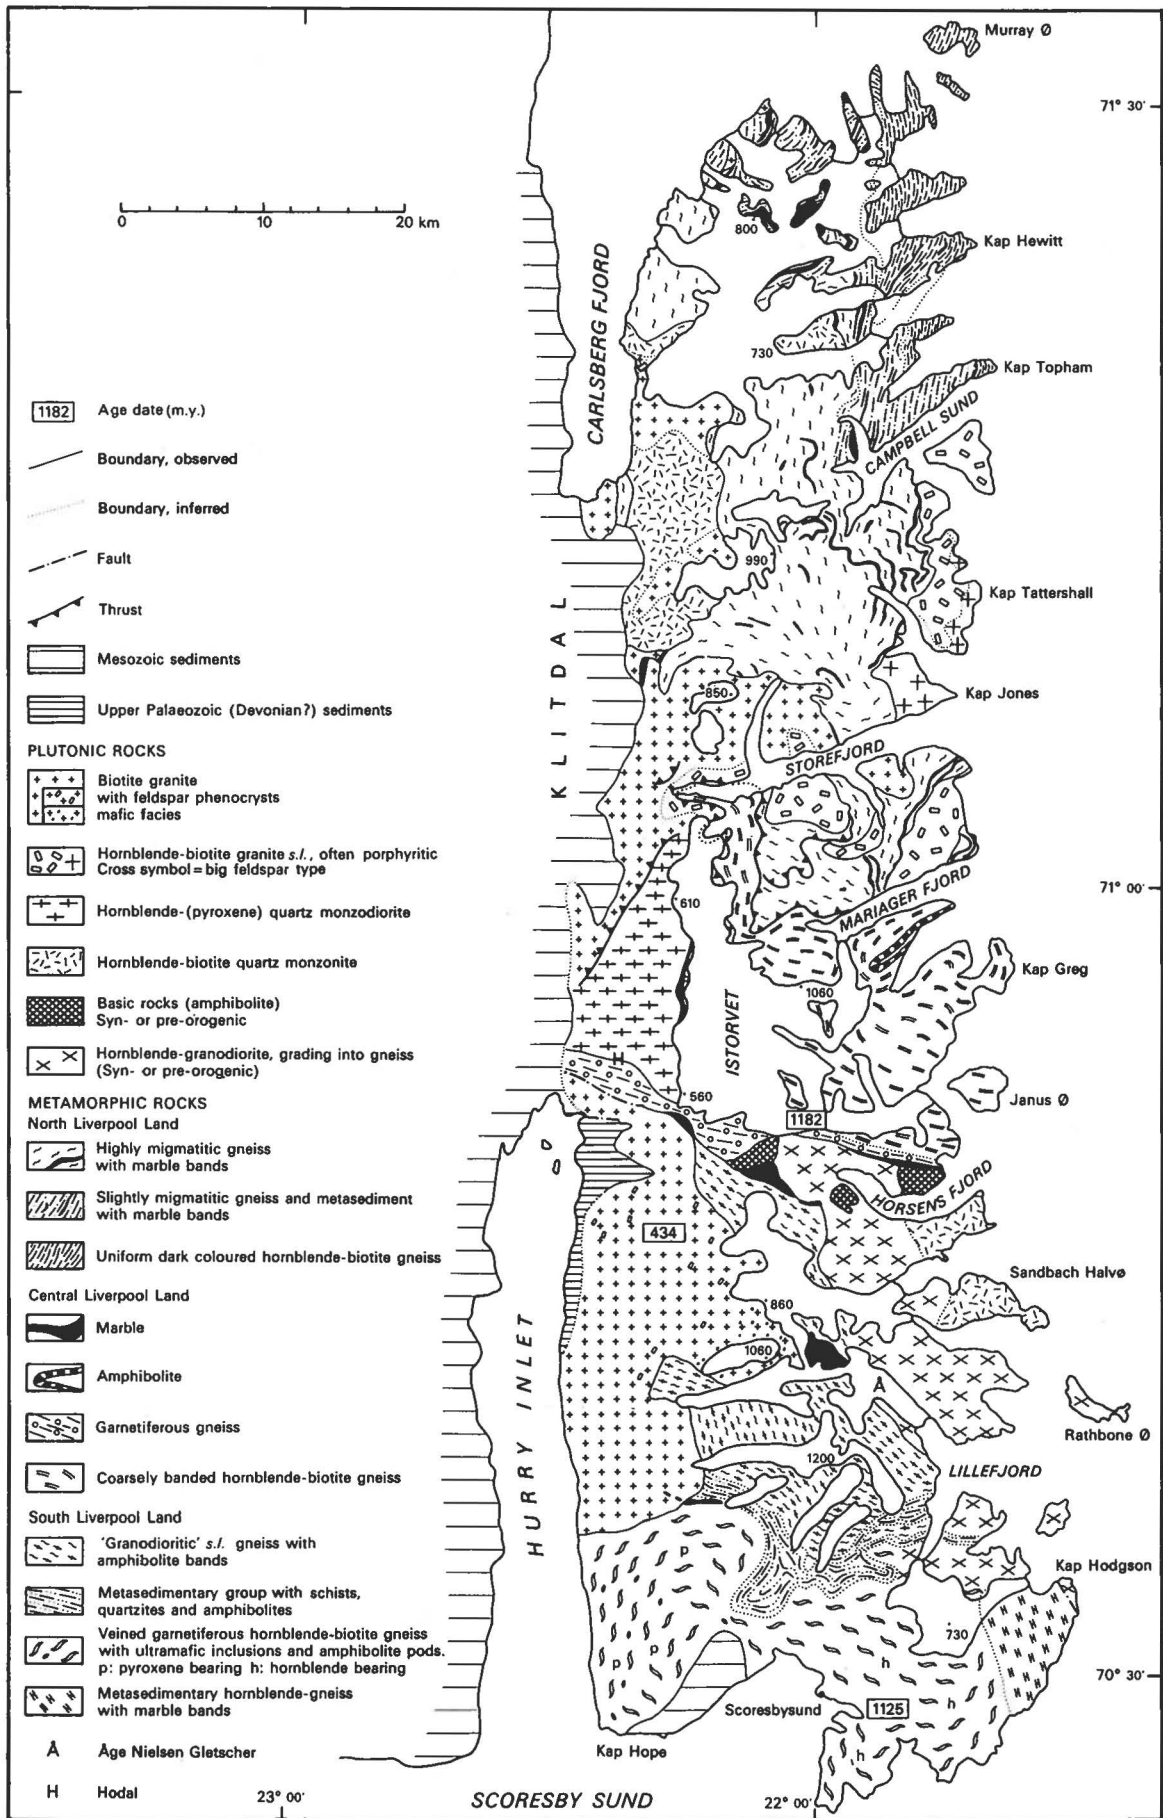 Murray Ø
71° 30'
0 10 20 km
800
Kap Hewitt
CARLSBERG FJORD
730
Kap Topham
CAMPBELL SUND
1182 Age date (m.y.)
Boundary, observed
Boundary, inferred
Fault
Thrust
Mesozoic sediments
Upper Palaeozoic (Devonian?) sediments
PLUTONIC ROCKS
Biotite granite
with feldspar phenocrysts
mafic facies
Hornblende-biotite granite s.l., often porphyritic
Cross symbol = big feldspar type
Hornblende-(pyroxene) quartz monzodiorite
Hornblende-biotite quartz monzonite
Basic rocks (amphibolite)
Syn- or pre-orogenic
Hornblende-granodiorite, grading into gneiss
(Syn- or pre-orogenic)
METAMORPHIC ROCKS
North Liverpool Land
Highly migmatitic gneiss
with marble bands
Slightly migmatitic gneiss and metasediment
with marble bands
Uniform dark coloured hornblende-biotite gneiss
Central Liverpool Land
Marble
Amphibolite
Garnetiferous gneiss
Coarsely banded hornblende-biotite gneiss
South Liverpool Land
'Granodioritic' s.l. gneiss with
amphibolite bands
Metasedimentary group with schists,
quartzites and amphibolites
Veined garnetiferous hornblende-biotite gneiss
with ultramafic inclusions and amphibolite pods.
p: pyroxene bearing h: hornblende bearing
Metasedimentary hornblende-gneiss
with marble bands
Å Åge Nielsen Gletscher
H Hodal
990
Kap Tattershall
KLITDAL
850
Kap Jones
STOREFJORD
71° 00'
610
MARIAGER FJORD
Kap Greg
1060
ISTORVET
H
560
Janus Ø
1182
HORSENS FJORD
434
Sandbach Halvø
860
1060
HURRY INLET
Å
Rathbone Ø
1200
LILLEFJORD
Kap Hodgson
p
730
p
p
h
70° 30'
Scoresbysund
1125
h
Kap Hope
h
23° 00'
SCORESBY SUND
22° 00'